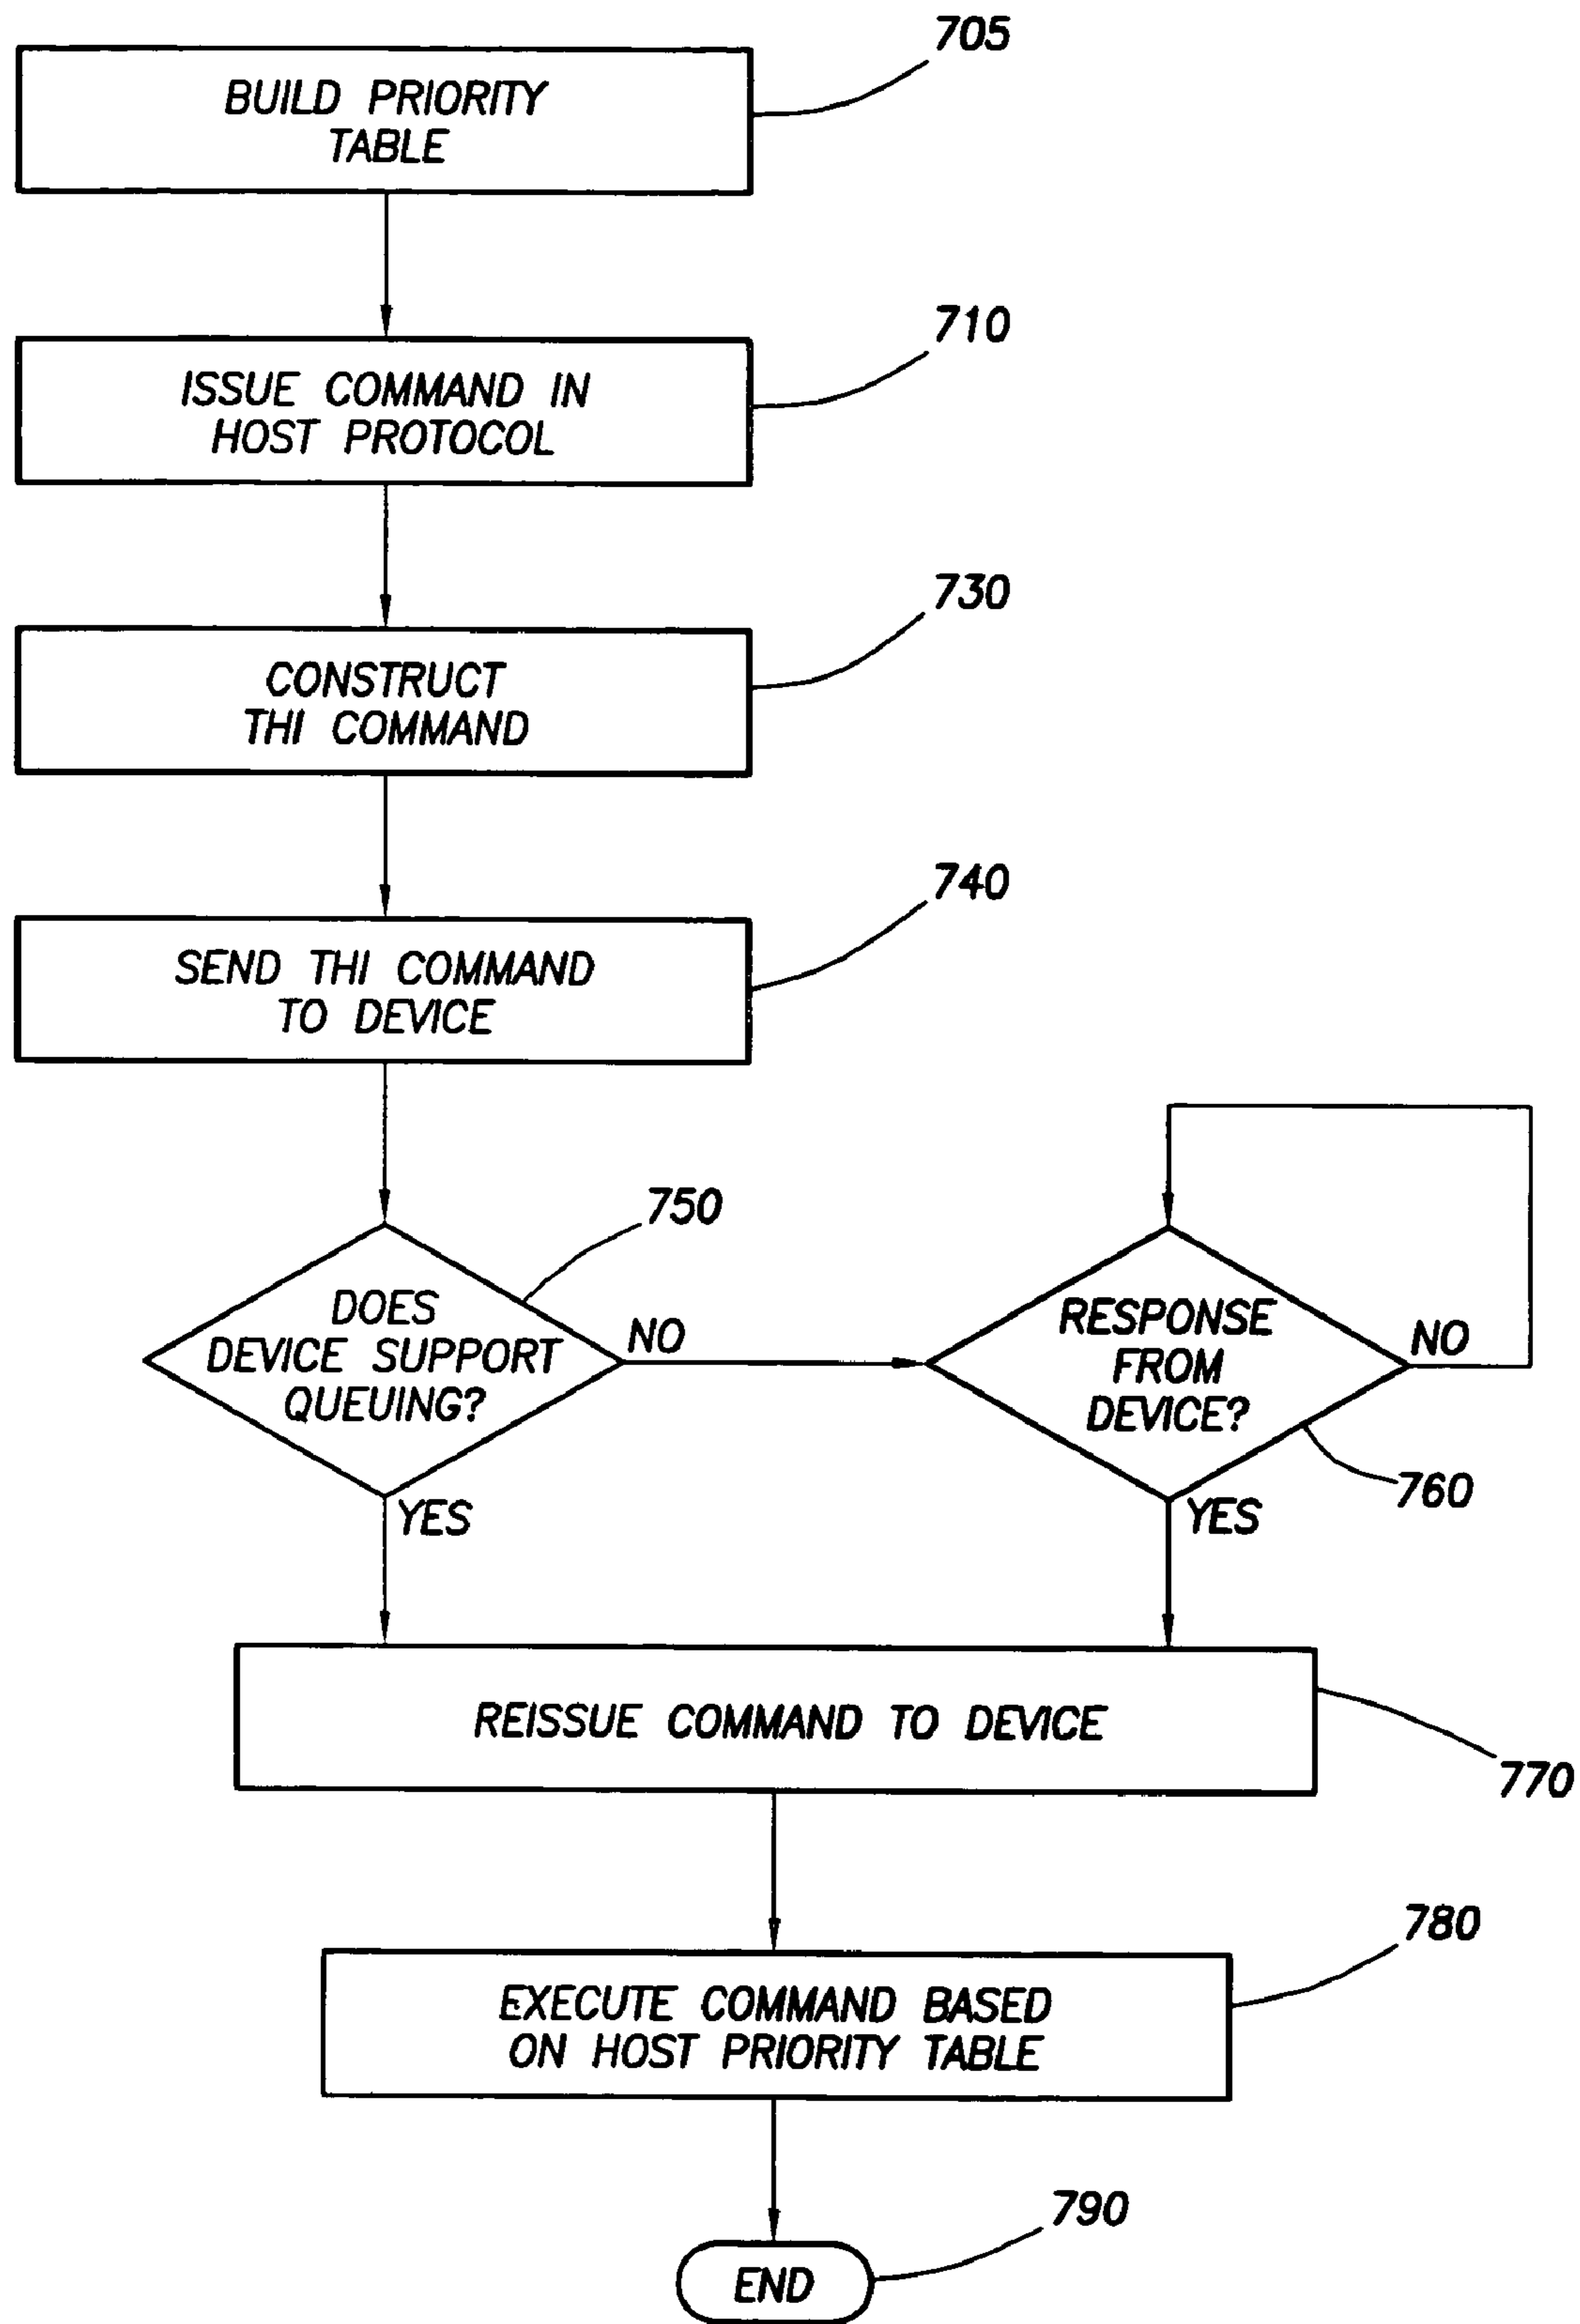 705
BUILD PRIORITY
TABLE
710
ISSUE COMMAND IN
HOST PROTOCOL
730
CONSTRUCT
THI COMMAND
740
SEND THI COMMAND
TO DEVICE
750
DOES
DEVICE SUPPORT
QUEUING?
NO
YES
RESPONSE
FROM
DEVICE?
NO
760
YES
REISSUE COMMAND TO DEVICE
770
780
EXECUTE COMMAND BASED
ON HOST PRIORITY TABLE
790
END